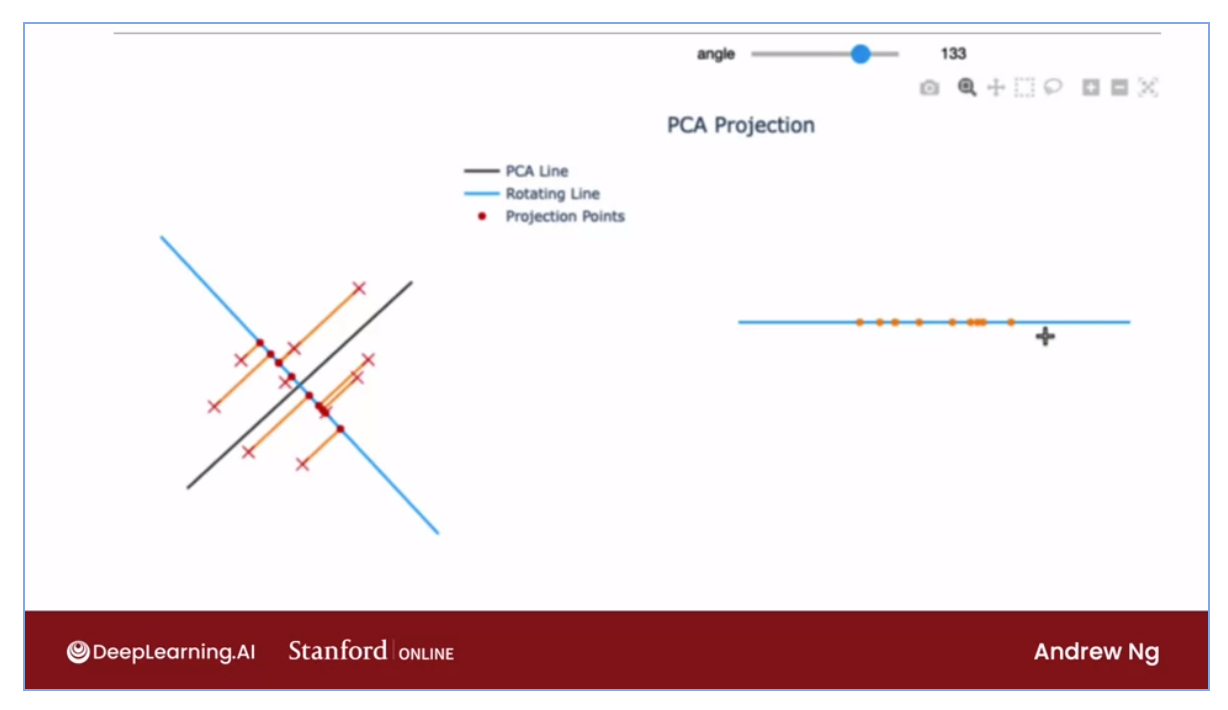 angle 133
PCA Projection
PCA Line
Rotating Line
Projection Points
DeepLearning.AI Stanford ONLINE Andrew Ng